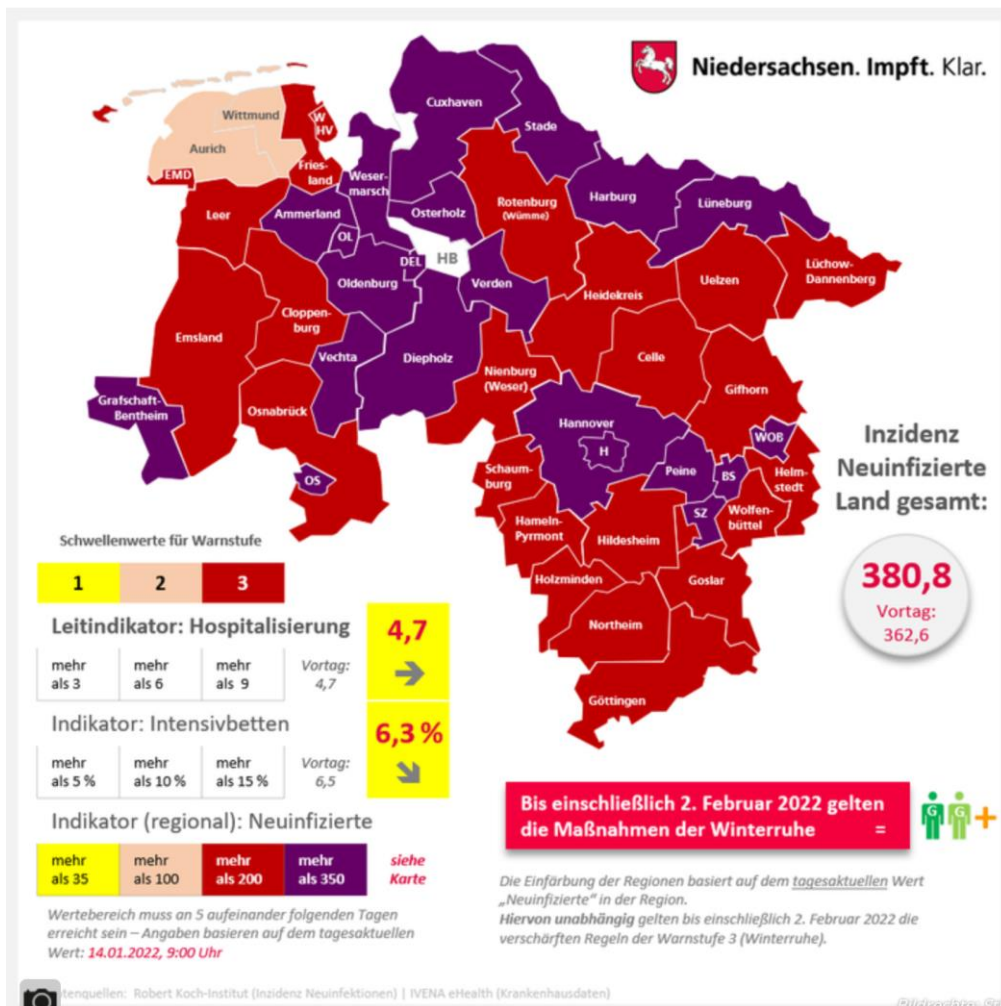 Niedersachsen. Impft. Klar.
Cuxhaven
Stade
Wittmund
Aurich
W
HV
EMD
Fries-
land
Weser-
marsch
Leer
Ammerland
Osterholz
Rotenburg
(Wümme)
Harburg
Lüneburg
OL
DEL
HB
Oldenburg
Verden
Heidekreis
Uelzen
Lüchow-
Dannenberg
Cloppen-
burg
Emsland
Vechta
Diepholz
Nienburg
(Weser)
Celle
Gifhorn
Grafschaft-
Bentheim
Osnabrück
OS
Hannover
H
Peine
WOB
BS
Helm-
stedt
SZ
Wolfen-
büttel
Schaum-
burg
Hameln-
Pyrmont
Hildesheim
Holzminden
Goslar
Northeim
Göttingen
Inzidenz
Neuinfizierte
Land gesamt:
380,8
Vortag:
362,6
Schwellenwerte für Warnstufe
1 2 3
Leitindikator: Hospitalisierung
4,7
mehr als 3
mehr als 6
mehr als 9
Vortag:
4,7
Indikator: Intensivbetten
6,3 %
mehr als 5 %
mehr als 10 %
mehr als 15 %
Vortag:
6,5
Indikator (regional): Neuinfizierte
mehr als 35
mehr als 100
mehr als 200
mehr als 350
siehe
Karte
Wertebereich muss an 5 aufeinander folgenden Tagen
erreicht sein – Angaben basieren auf dem tagesaktuellen
Wert: 14.01.2022, 9:00 Uhr
Bis einschließlich 2. Februar 2022 gelten
die Maßnahmen der Winterruhe =
G G +
Die Einfärbung der Regionen basiert auf dem tagesaktuellen Wert
„Neuinfizierte“ in der Region.
Hiervon unabhängig gelten bis einschließlich 2. Februar 2022 die
verschärften Regeln der Warnstufe 3 (Winterruhe).
Robert Koch-Institut (Inzidenz Neuinfektionen) | IVENA eHealth (Krankenhausdaten)